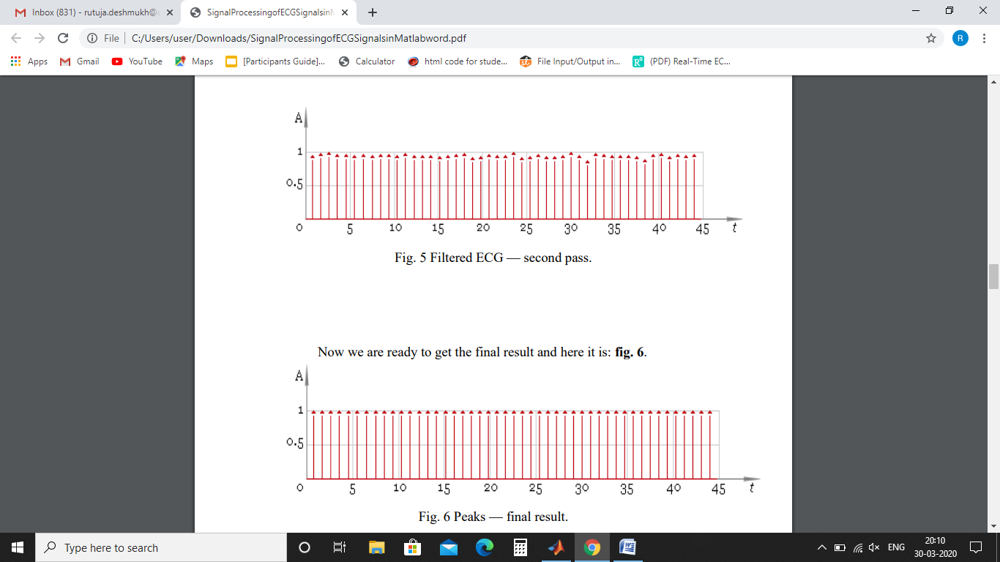 Inbox (831) - rutuja.deshmukh@
SignalProcessingofECGSignalsin
File
C:/Users/user/Downloads/SignalProcessingofECGSignalsinMatlabword.pdf
R
Apps
Gmail
YouTube
Maps
[Participants Guide]...
Calculator
html code for stude...
File Input/Output in...
(PDF) Real-Time EC...
A
1
0.5
0 5 10 15 20 25 30 35 40 45 t
Fig. 5 Filtered ECG — second pass.
Now we are ready to get the final result and here it is: fig. 6.
A
1
0.5
0 5 10 15 20 25 30 35 40 45 t
Fig. 6 Peaks — final result.
Type here to search
ENG
20:10
30-03-2020